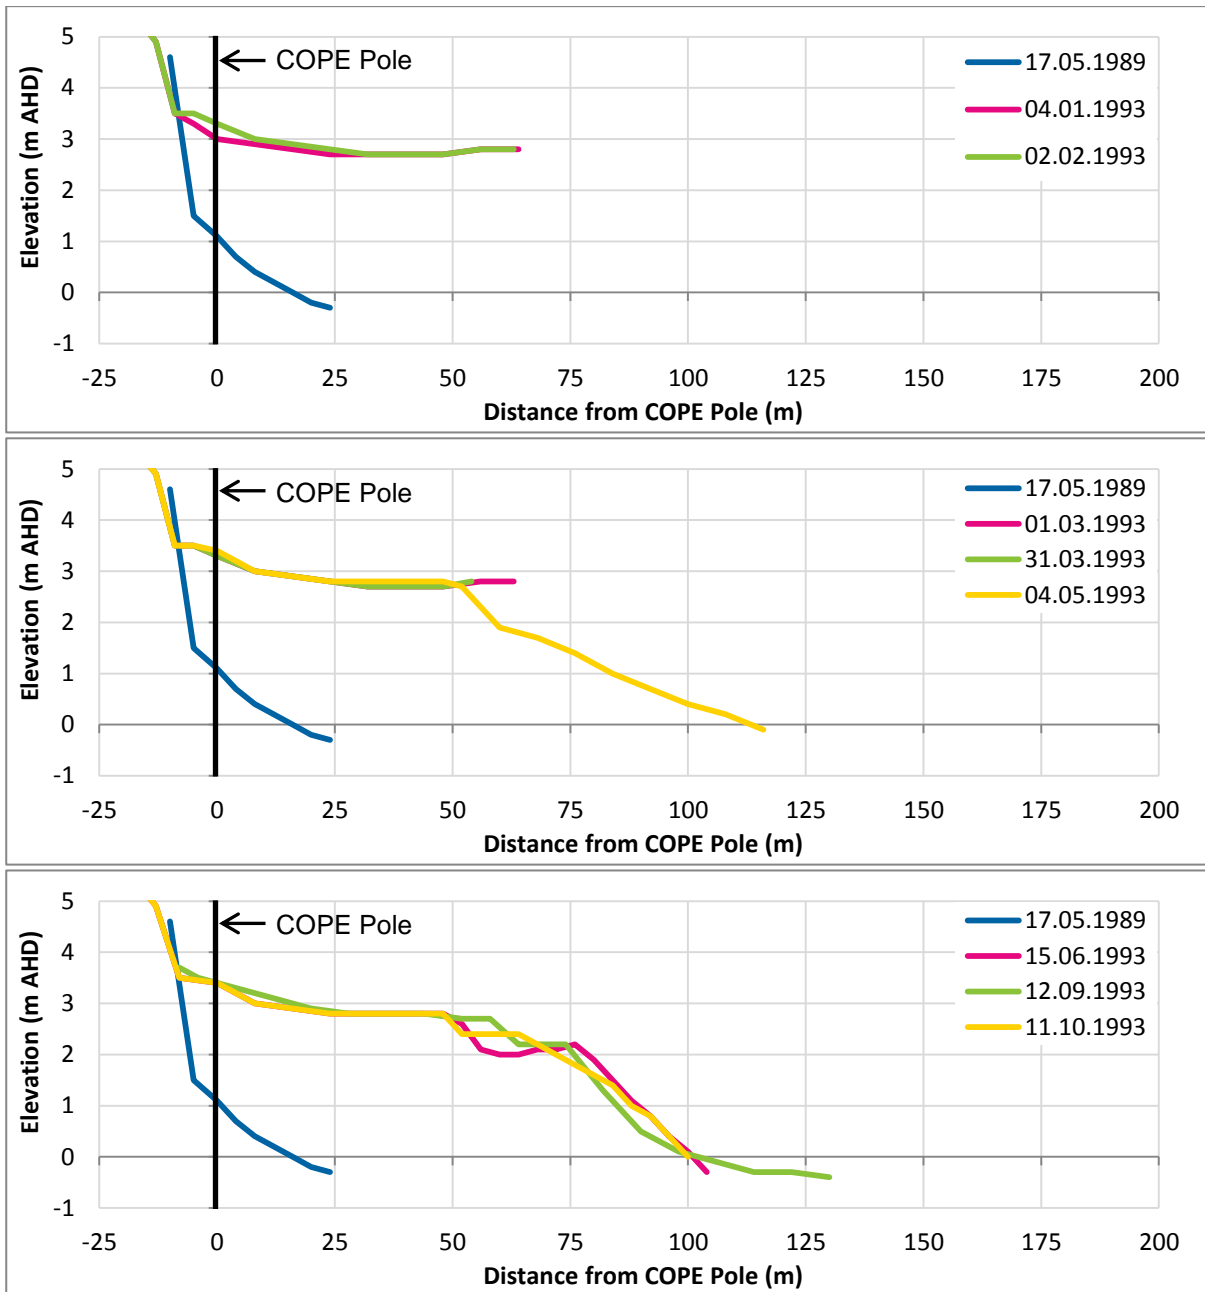 5
4
3
2
1
0
-1
Elevation (m AHD)
COPE Pole
17.05.1989
04.01.1993
02.02.1993
-25 0 25 50 75 100 125 150 175 200
Distance from COPE Pole (m)
5
4
3
2
1
0
-1
Elevation (m AHD)
COPE Pole
17.05.1989
01.03.1993
31.03.1993
04.05.1993
-25 0 25 50 75 100 125 150 175 200
Distance from COPE Pole (m)
5
4
3
2
1
0
-1
Elevation (m AHD)
COPE Pole
17.05.1989
15.06.1993
12.09.1993
11.10.1993
-25 0 25 50 75 100 125 150 175 200
Distance from COPE Pole (m)